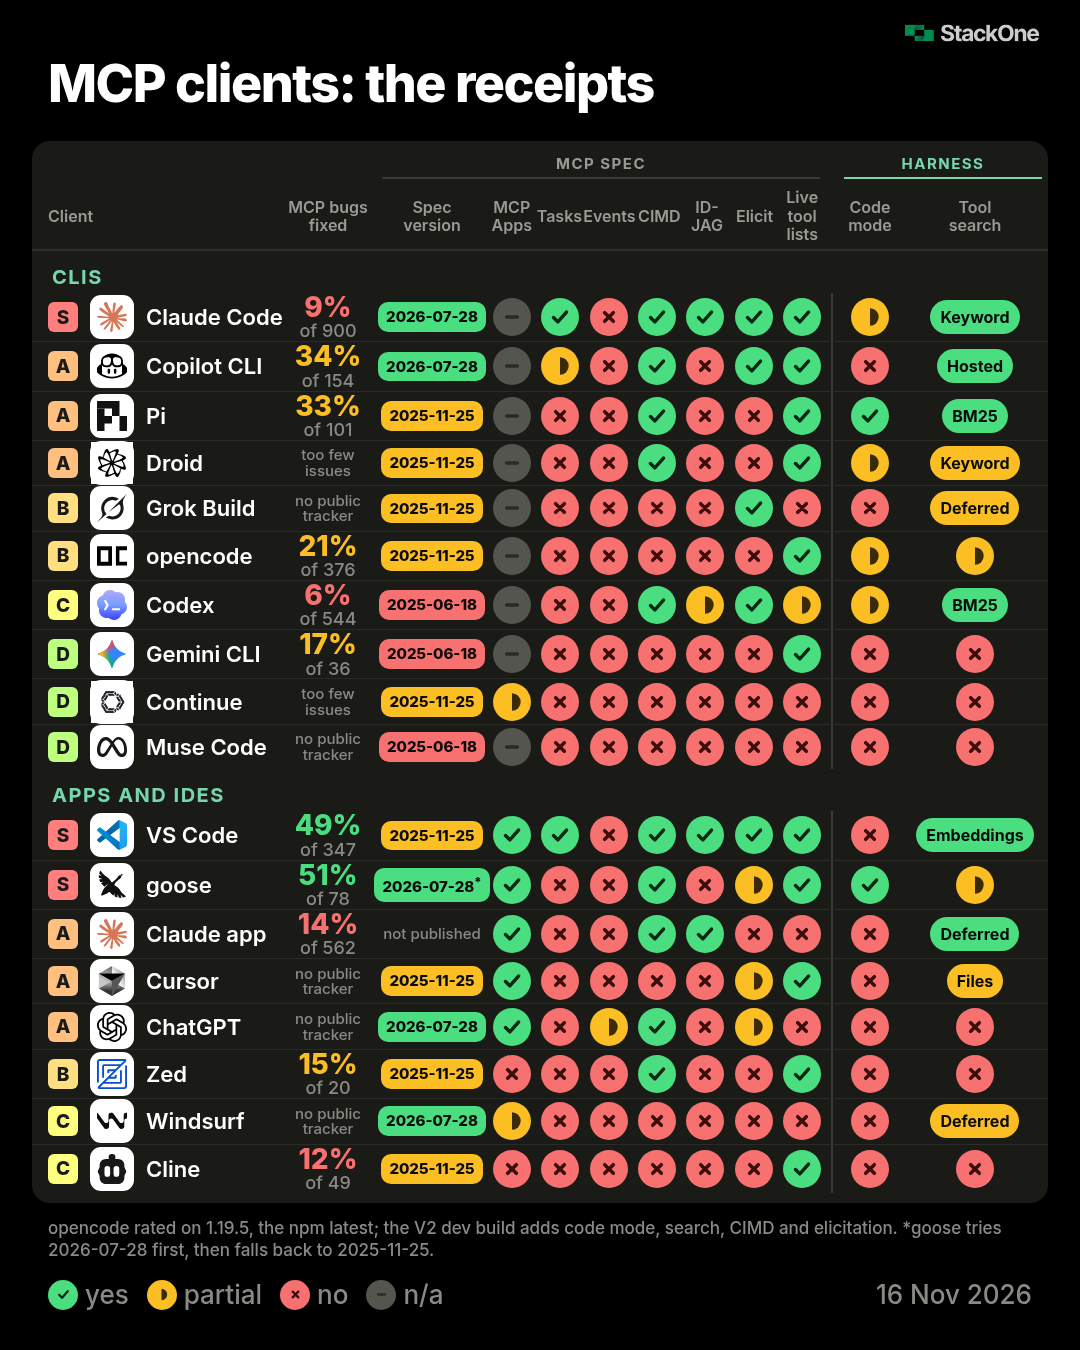 StackOne
MCP clients: the receipts
MCP SPEC
HARNESS
Client
MCP bugs fixed
Spec version
MCP Apps
Tasks
Events
CIMD
ID-JAG
Elicit
Live tool lists
Code mode
Tool search
CLIS
S Claude Code 9% of 900 2026-07-28 Keyword
A Copilot CLI 34% of 154 2026-07-28 Hosted
A Pi 33% of 101 2025-11-25 BM25
A Droid too few issues 2025-11-25 Keyword
B Grok Build no public tracker 2025-11-25 Deferred
B opencode 21% of 376 2025-11-25
C Codex 6% of 544 2025-06-18 BM25
D Gemini CLI 17% of 36 2025-06-18
D Continue too few issues 2025-11-25
D Muse Code no public tracker 2025-06-18
APPS AND IDES
S VS Code 49% of 347 2025-11-25 Embeddings
S goose 51% of 78 2026-07-28*
A Claude app 14% of 562 not published Deferred
A Cursor no public tracker 2025-11-25 Files
A ChatGPT no public tracker 2026-07-28
B Zed 15% of 20 2025-11-25
C Windsurf no public tracker 2026-07-28 Deferred
C Cline 12% of 49 2025-11-25
opencode rated on 1.19.5, the npm latest; the V2 dev build adds code mode, search, CIMD and elicitation. *goose tries
2026-07-28 first, then falls back to 2025-11-25.
yes partial no n/a
16 Nov 2026